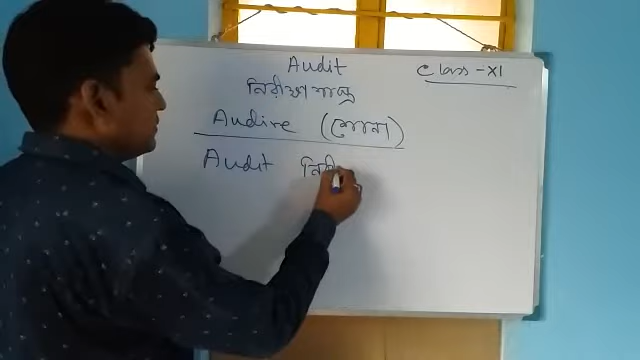 Audit
Class - XI
নিরীক্ষাশাস্ত্র
Audire (শোনা)
Audit নিরী